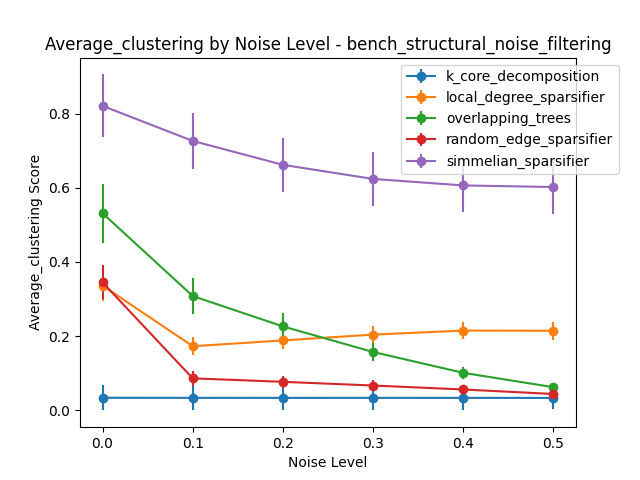 Average_clustering by Noise Level - bench_structural_noise_filtering
k_core_decomposition
local_degree_sparsifier
overlapping_trees
random_edge_sparsifier
simmelian_sparsifier
Average_clustering Score
0.8
0.6
0.4
0.2
0.0
0.0 0.1 0.2 0.3 0.4 0.5
Noise Level